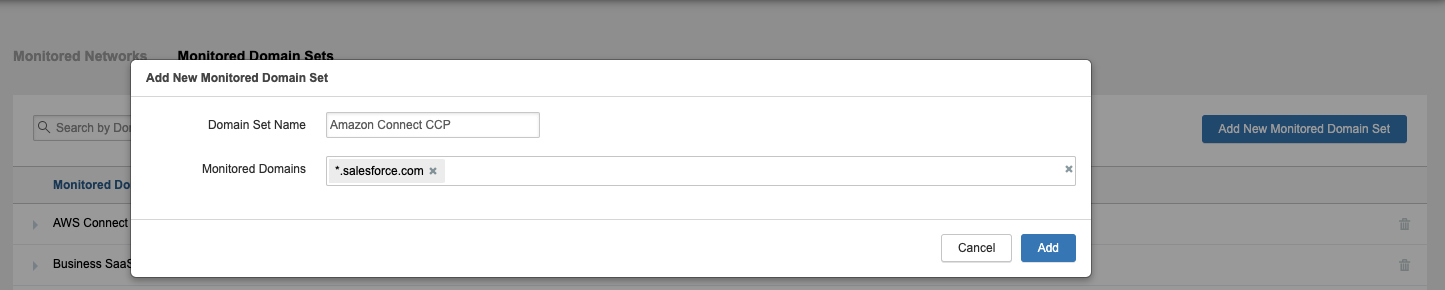 Monitored Networks Monitored Domain Sets
Add New Monitored Domain Set
Domain Set Name Amazon Connect CCP
Search by Do
Add New Monitored Domain Set
Monitored Domains *.salesforce.com
Monitored Do
AWS Connect
Cancel Add
Business SaaS